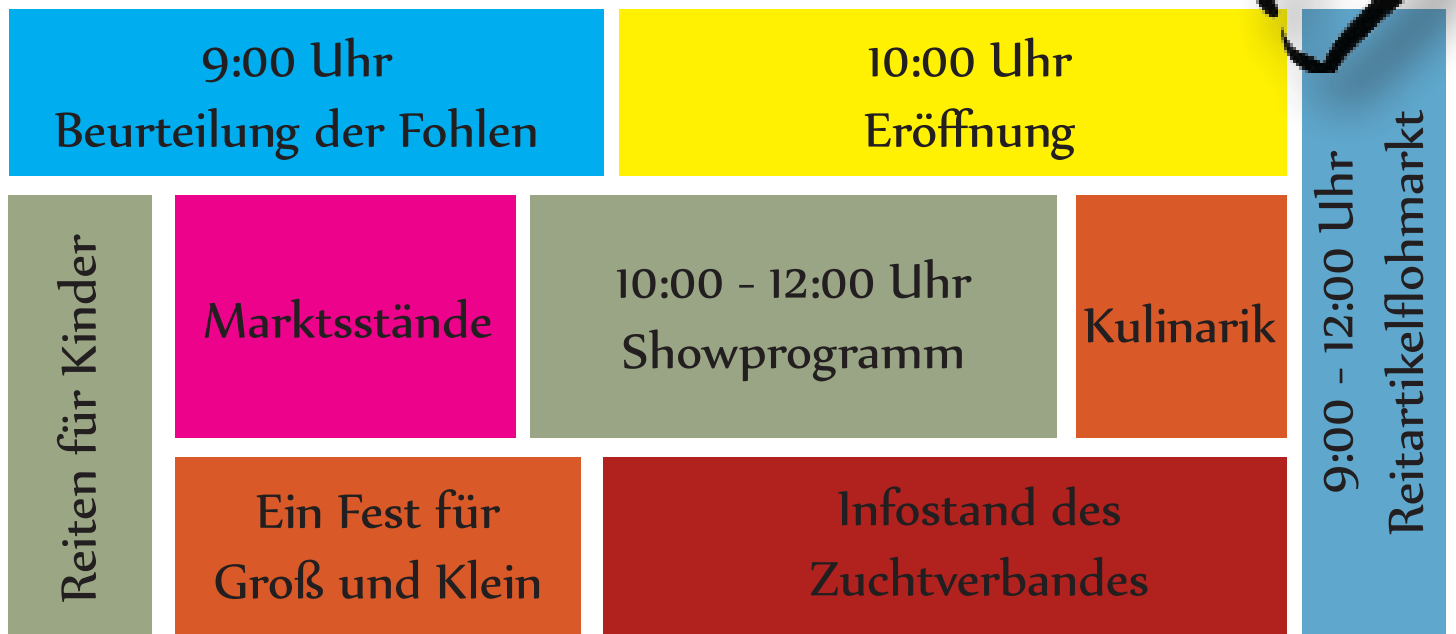 9:00 Uhr
Beurteilung der Fohlen
10:00 Uhr
Eröffnung
9:00 - 12:00 Uhr
Reitartikelflohmarkt
Reiten für Kinder
Marktsstände
10:00 - 12:00 Uhr
Showprogramm
Kulinarik
Ein Fest für
Groß und Klein
Infostand des
Zuchtverbandes